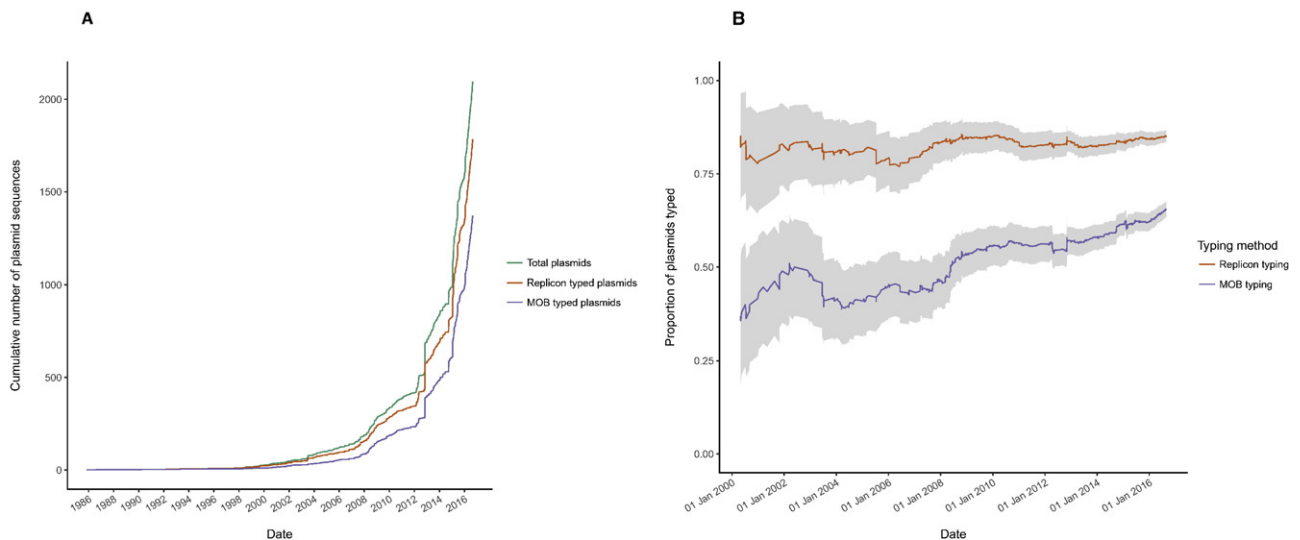 A
Cumulative number of plasmid sequences
2000
1500
1000
500
0
1986
1988
1990
1992
1994
1996
1998
2000
2002
2004
2006
2008
2010
2012
2014
2016
Date
Total plasmids
Replicon typed plasmids
MOB typed plasmids
B
Proportion of plasmids typed
1.00
0.75
0.50
0.25
0.00
01 Jan 2000
01 Jan 2002
01 Jan 2004
01 Jan 2006
01 Jan 2008
01 Jan 2010
01 Jan 2012
01 Jan 2014
01 Jan 2016
Date
Typing method
Replicon typing
MOB typing